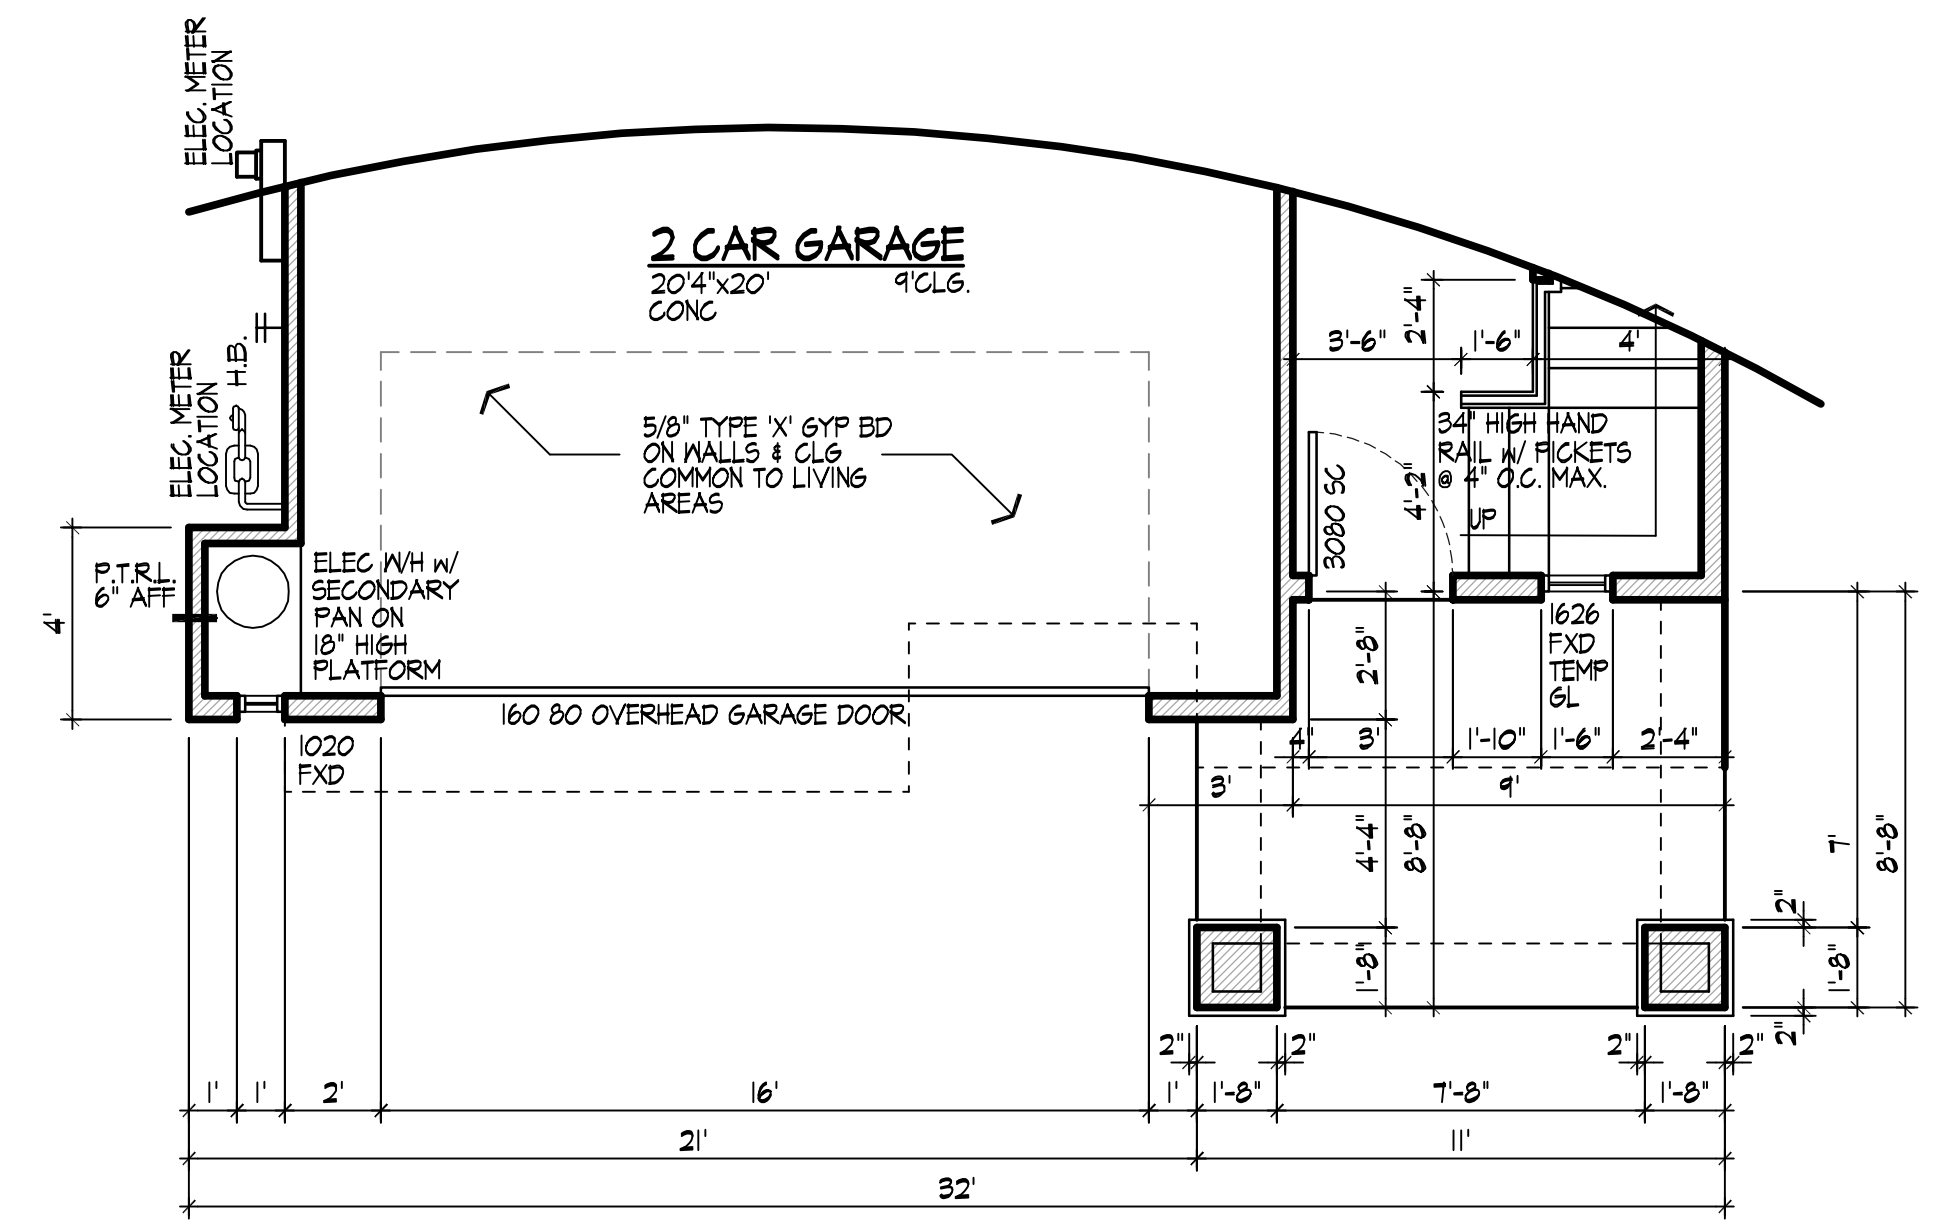 ELEC. METER
LOCATION
2 CAR GARAGE
20'4"x20' 9'CLG.
CONC
2'-4"
3'-6" 1'-6" 4'
H.B.
ELEC. METER
LOCATION
5/8" TYPE 'X' GYP BD
ON WALLS & CLG
COMMON TO LIVING
AREAS
34" HIGH HAND
RAIL W/ PICKETS
@ 4" O.C. MAX.
4'-2"
3080 SC
UP
P.T.R.L.
6" AFF
4'
ELEC W/H W/
SECONDARY
PAN ON
18" HIGH
PLATFORM
1626
FXD
TEMP
GL
2'-8"
160 80 OVERHEAD GARAGE DOOR
1020
FXD
4" 3' 1'-10" 1'-6" 2'-4"
3' 9'
4'-4"
8'-8"
7'
8'-8"
2"
1'-8"
1'-8"
2"
2" 2" 2" 2"
1' 1' 2' 16' 1' 1'-8" 7'-8" 1'-8"
21' 11'
32'